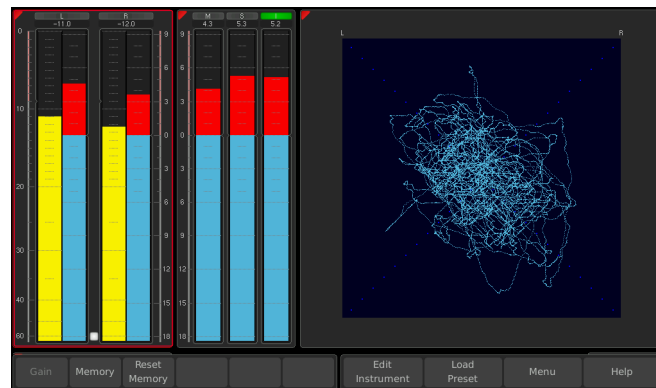 L R
-11.0 -12.0
M S I
4.3 5.3 5.2
L R
0 9 9
6 6
3 3
10
0 0
3 3
20
6 6
30 9 9
12 12
40
15 15
60 18 18
Gain Memory Reset Memory Edit Instrument Load Preset Menu Help